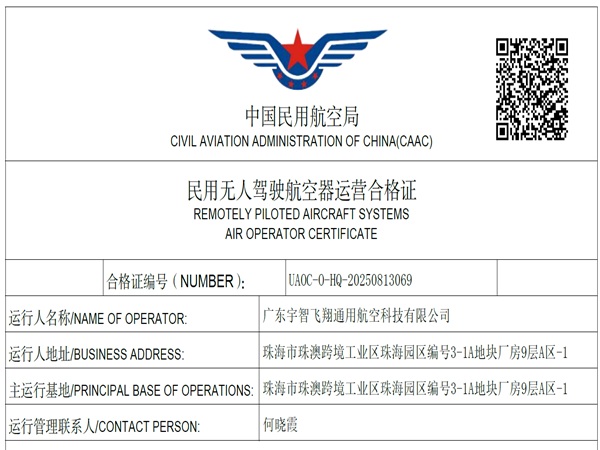 中国民用航空局
CIVIL AVIATION ADMINISTRATION OF CHINA(CAAC)
民用无人驾驶航空器运营合格证
REMOTELY PILOTED AIRCRAFT SYSTEMS
AIR OPERATOR CERTIFICATE
合格证编号（NUMBER）： UAOC-O-HQ-20250813069
运行人名称/NAME OF OPERATOR: 广东宇智飞翔通用航空科技有限公司
运行人地址/BUSINESS ADDRESS: 珠海市珠澳跨境工业区珠海园区编号3-1A地块厂房9层A区-1
主运行基地/PRINCIPAL BASE OF OPERATIONS: 珠海市珠澳跨境工业区珠海园区编号3-1A地块厂房9层A区-1
运行管理联系人/CONTACT PERSON: 何晓霞